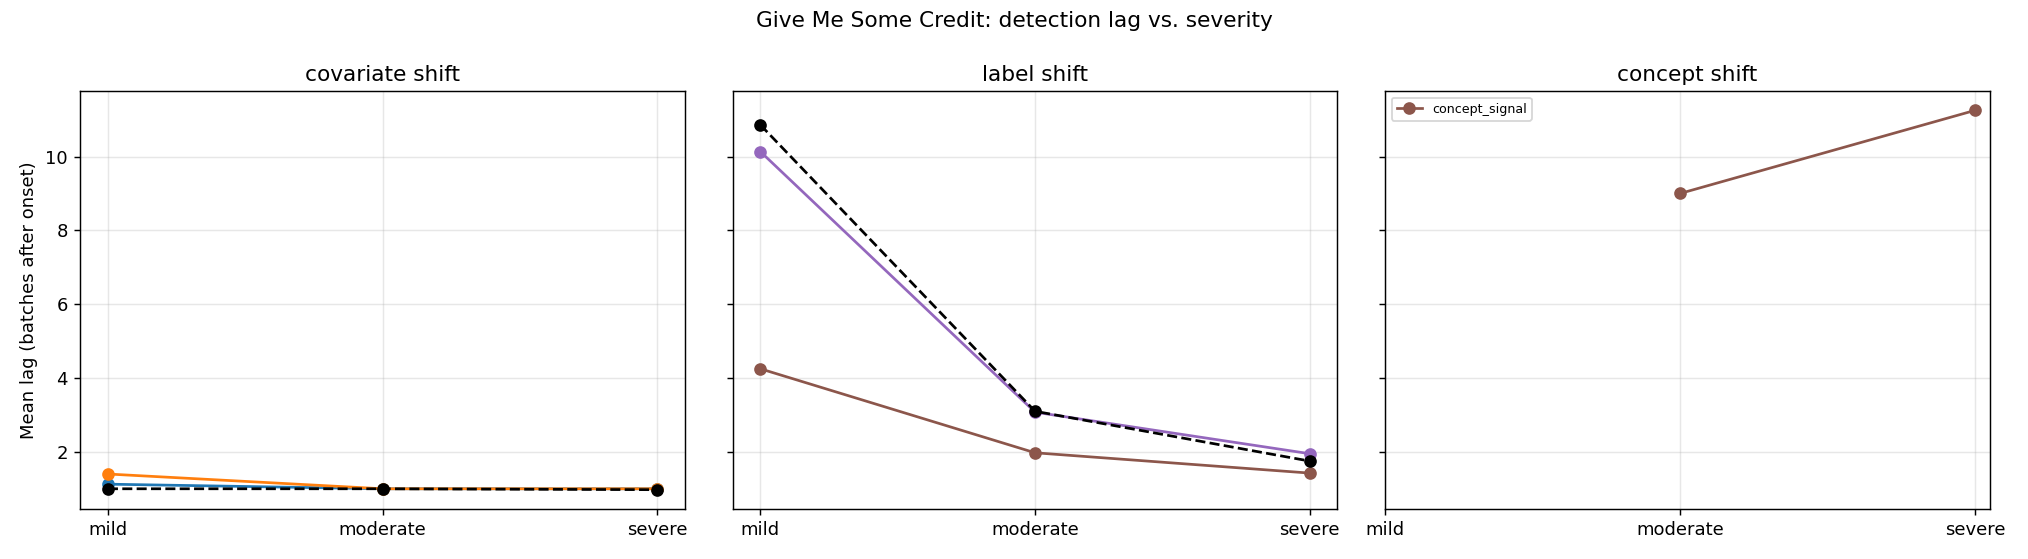 Give Me Some Credit: detection lag vs. severity
covariate shift
label shift
concept shift
concept_signal
Mean lag (batches after onset)
10
8
6
4
2
mild
moderate
severe
mild
moderate
severe
mild
moderate
severe